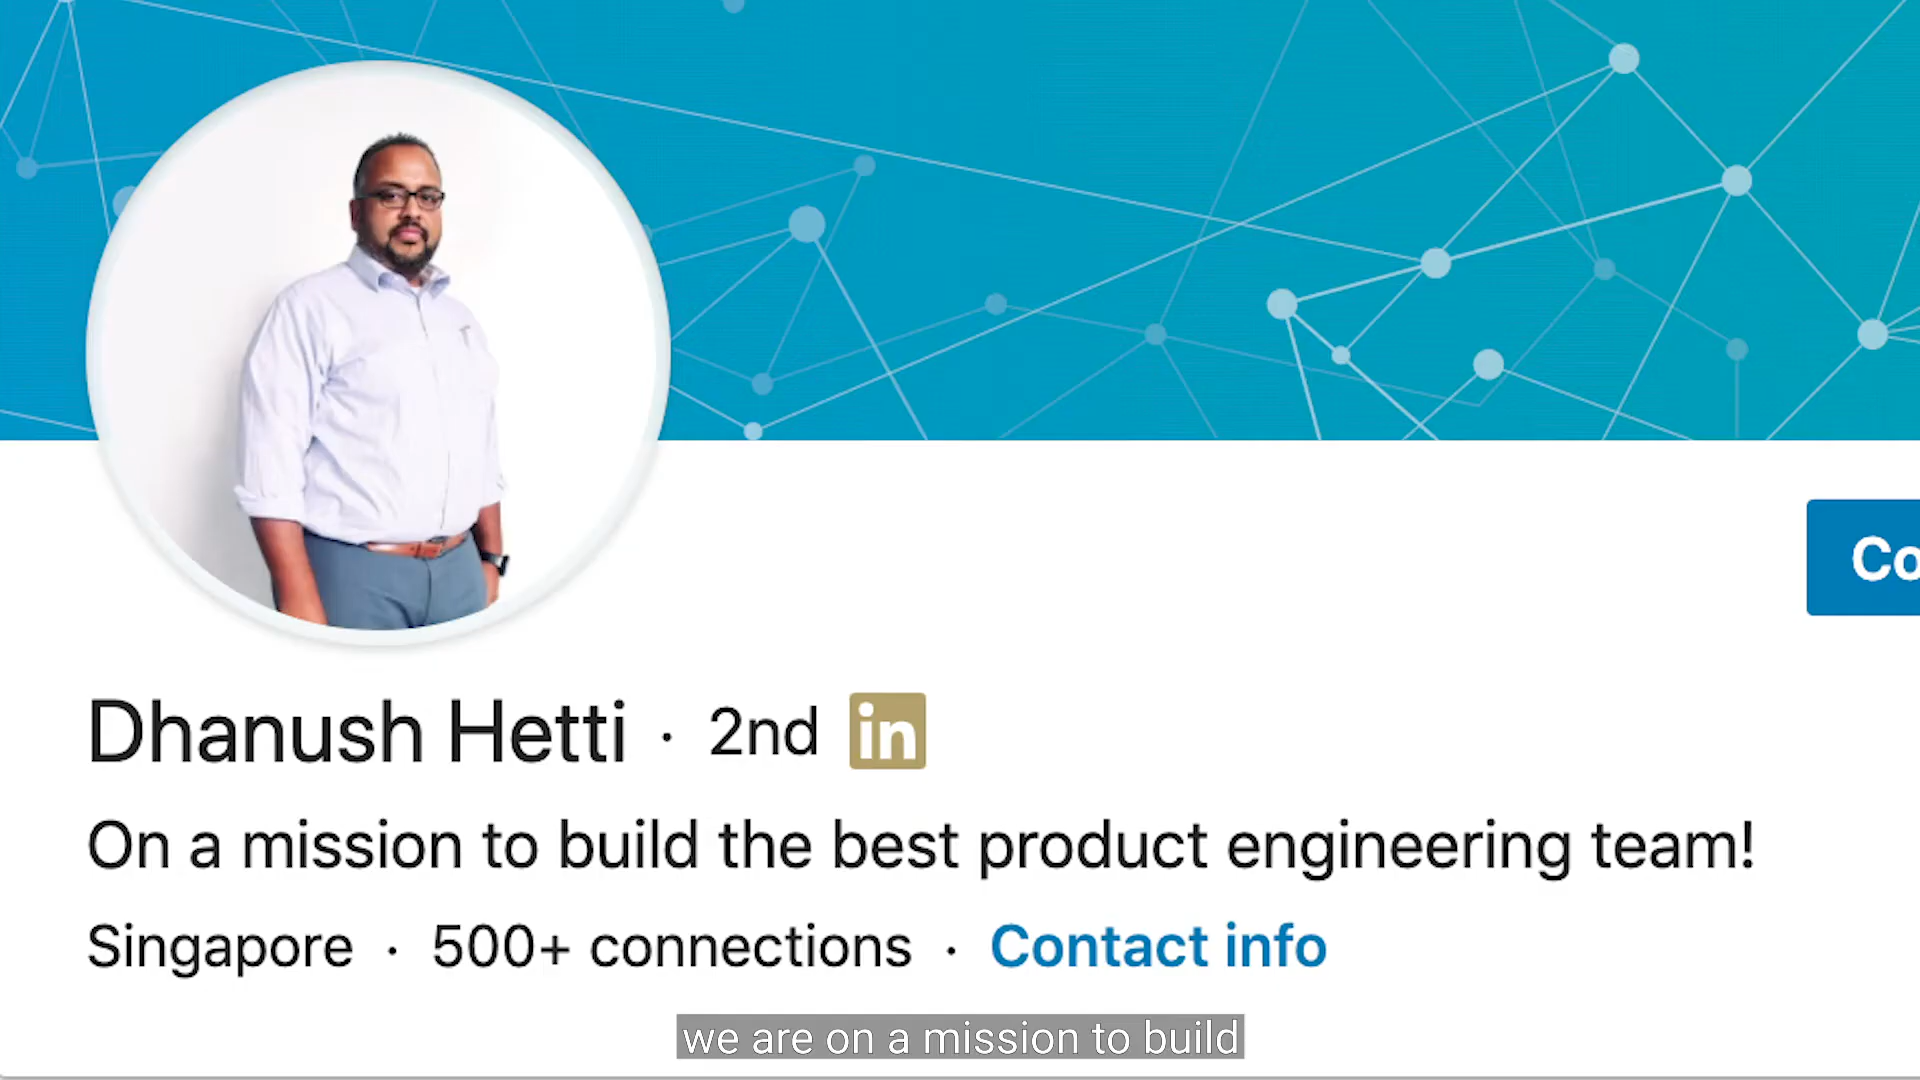 Co
Dhanush Hetti · 2nd in
On a mission to build the best product engineering team!
Singapore · 500+ connections · Contact info
we are on a mission to build